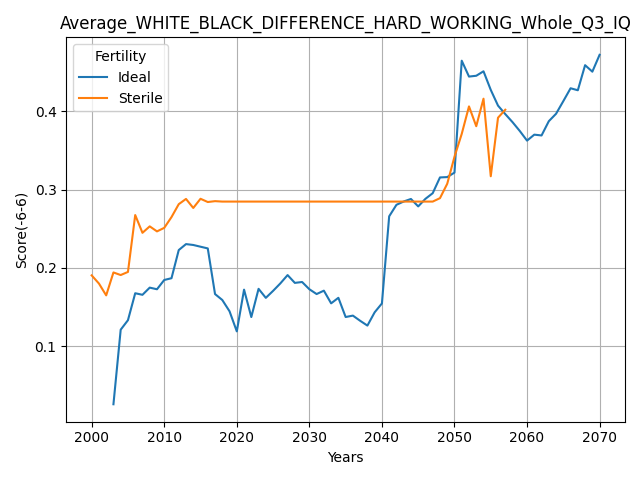 Average_WHITE_BLACK_DIFFERENCE_HARD_WORKING_Whole_Q3_IQ
Fertility
Ideal
Sterile
Score(-6-6)
0.4
0.3
0.2
0.1
2000 2010 2020 2030 2040 2050 2060 2070
Years